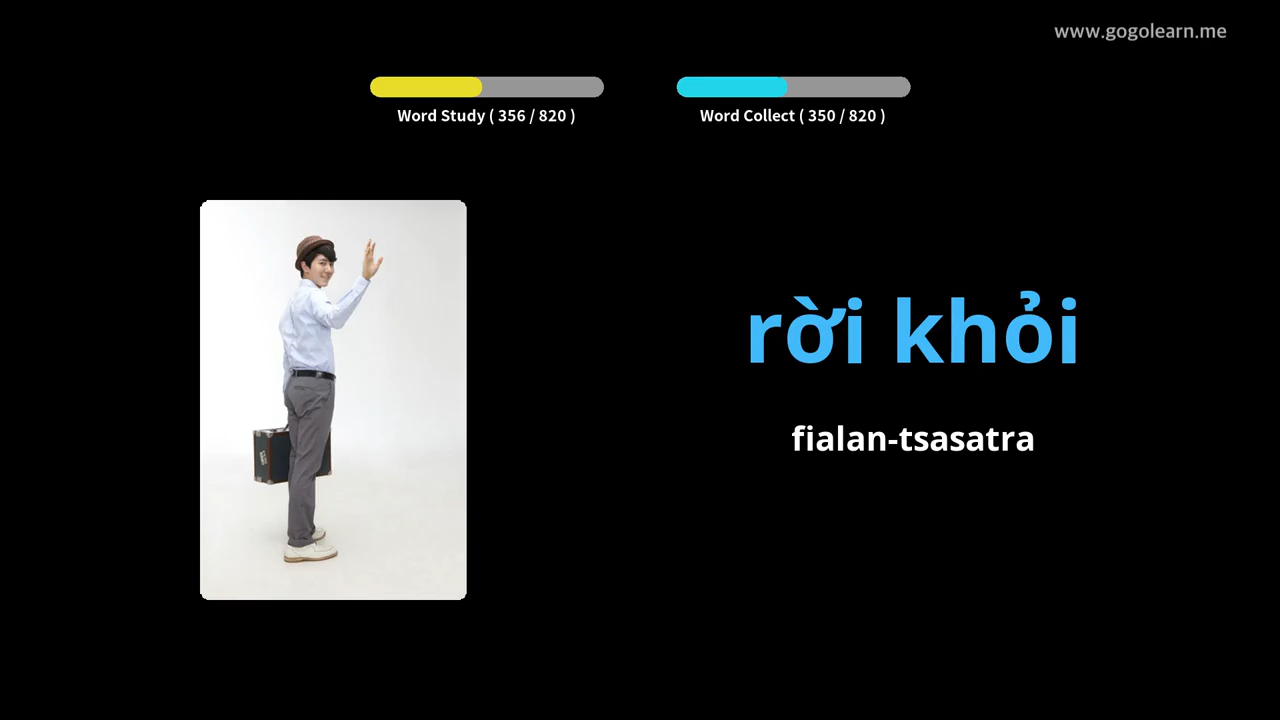 www.gogolearn.me
Word Study ( 356 / 820 )
Word Collect ( 350 / 820 )
rời khỏi
fialan-tsasatra